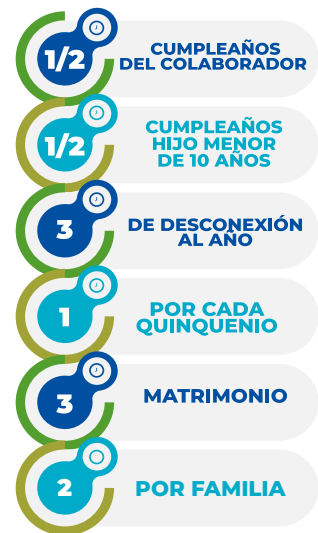 1/2
CUMPLEAÑOS
DEL COLABORADOR
1/2
CUMPLEAÑOS
HIJO MENOR
DE 10 AÑOS
3
DE DESCONEXIÓN
AL AÑO
1
POR CADA
QUINQUENIO
3
MATRIMONIO
2
POR FAMILIA